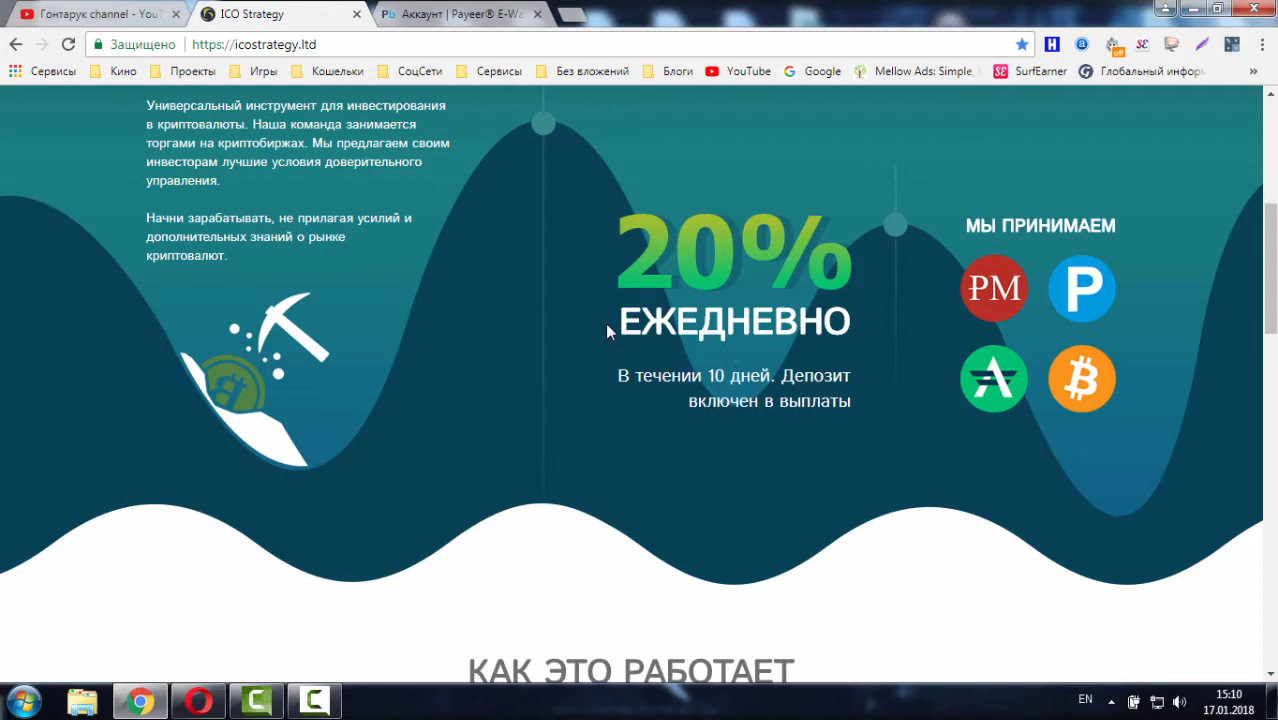 Гонтарук channel - YouT
ICO Strategy
Аккаунт | Payeer® E-Wa
Защищено
https://icostrategy.ltd
Сервисы
Кино
Проекты
Игры
Кошельки
СоцСети
Сервисы
Без вложений
Блоги
YouTube
Google
Mellow Ads: Simple,
SurfEarner
Глобальный информ
Универсальный инструмент для инвестирования
в криптовалюты. Наша команда занимается
торгами на криптобиржах. Мы предлагаем своим
инвесторам лучшие условия доверительного
управления.
Начни зарабатывать, не прилагая усилий и
дополнительных знаний о рынке
криптовалют.
20%
ЕЖЕДНЕВНО
В течении 10 дней. Депозит
включен в выплаты
МЫ ПРИНИМАЕМ
PM
P
КАК ЭТО РАБОТАЕТ
EN
15:10
17.01.2018